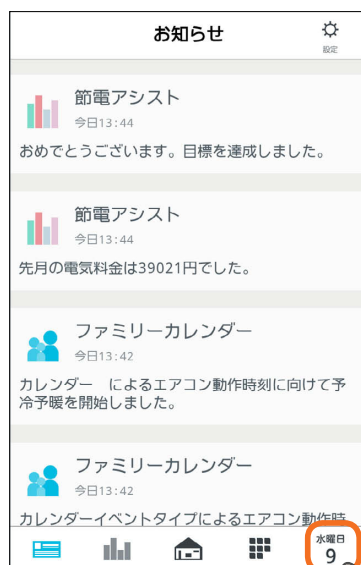 お知らせ
設定
節電アシスト
今日13:44
おめでとうございます。目標を達成しました。
節電アシスト
今日13:44
先月の電気料金は39021円でした。
ファミリーカレンダー
今日13:42
カレンダー　によるエアコン動作時刻に向けて予
冷予暖を開始しました。
ファミリーカレンダー
今日13:42
カレンダーイベントタイプによるエアコン動作時
水曜日
9